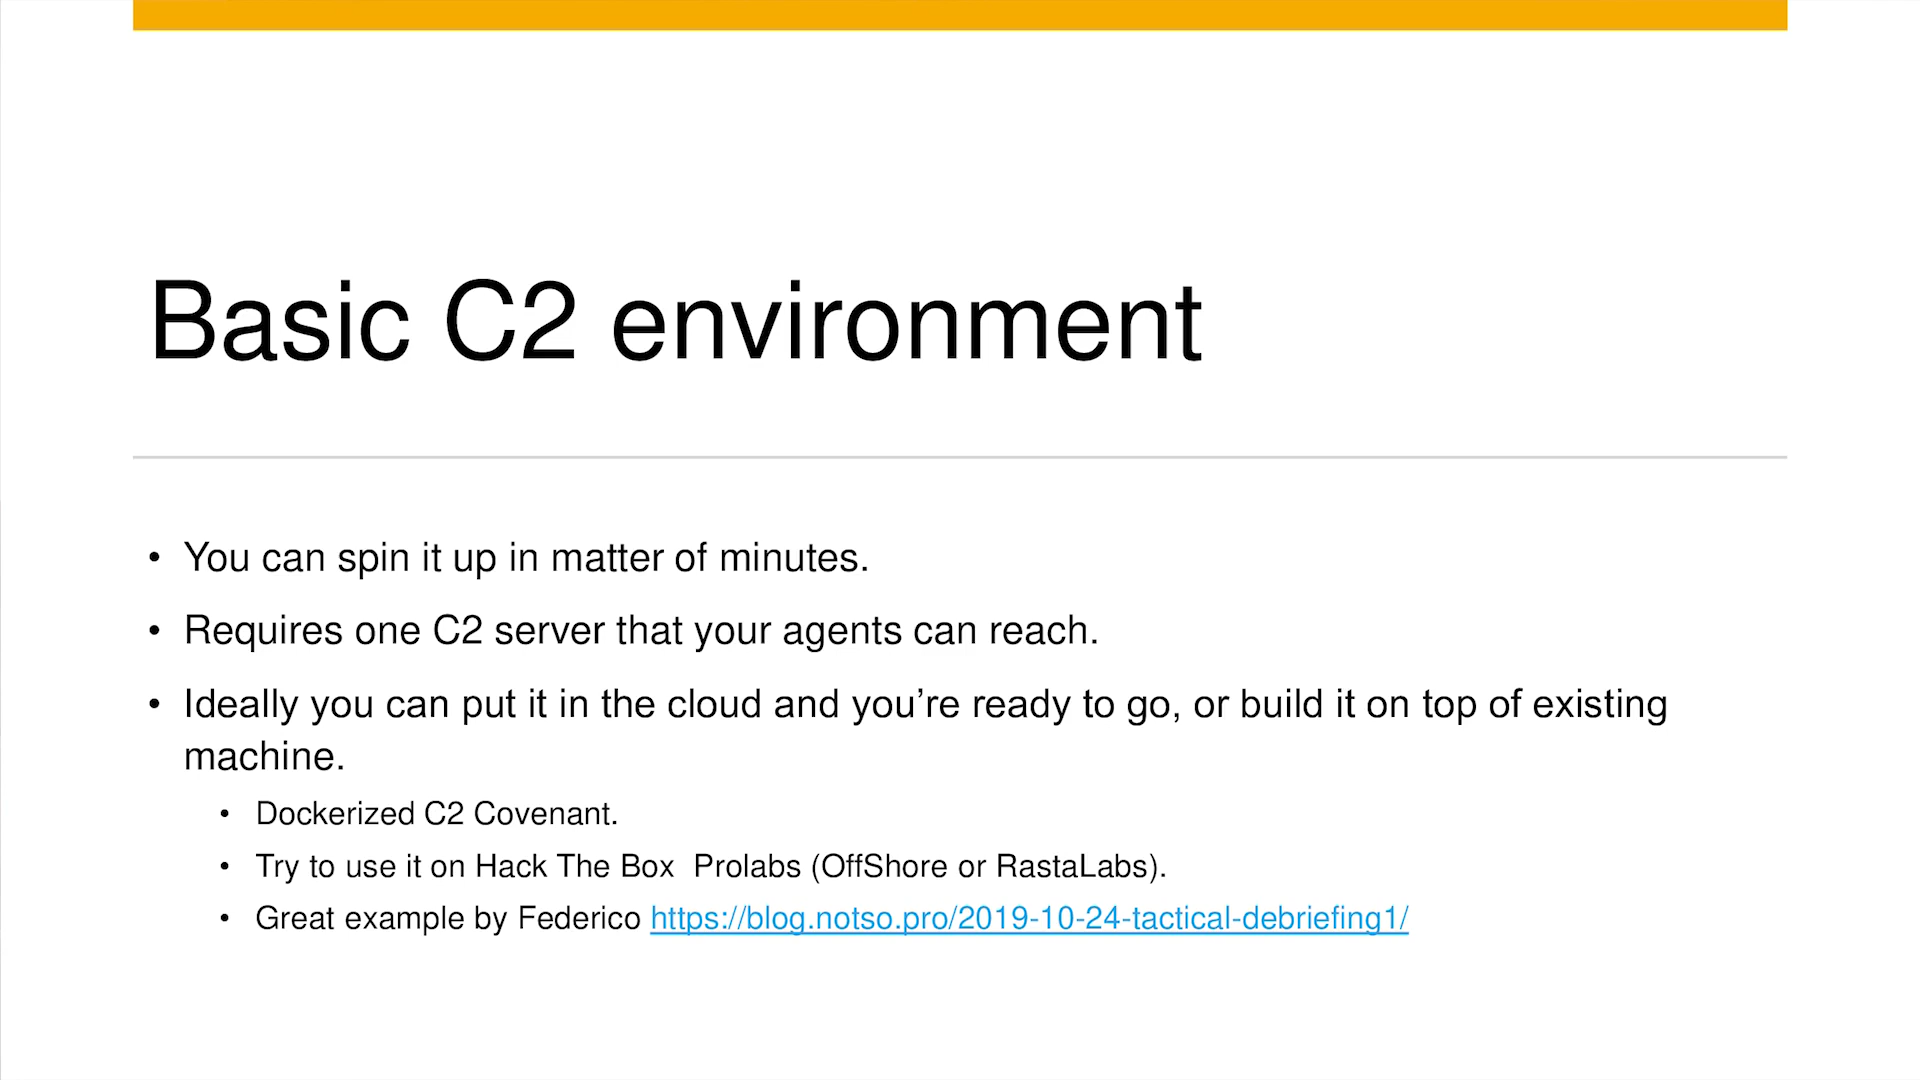 Basic C2 environment
• You can spin it up in matter of minutes.
• Requires one C2 server that your agents can reach.
• Ideally you can put it in the cloud and you’re ready to go, or build it on top of existing
machine.
• Dockerized C2 Covenant.
• Try to use it on Hack The Box  Prolabs (OffShore or RastaLabs).
• Great example by Federico https://blog.notso.pro/2019-10-24-tactical-debriefing1/